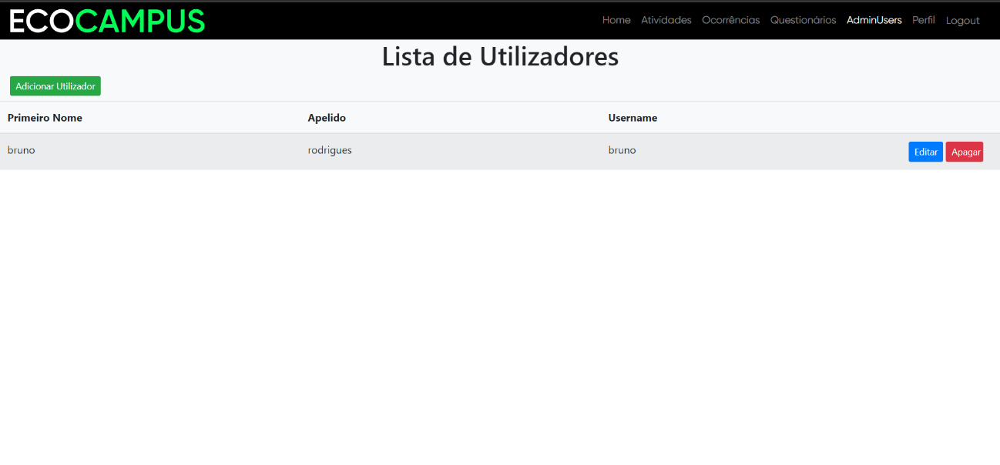 ECOCAMPUS Home Atividades Ocorrências Questionários AdminUsers Perfil Logout
Lista de Utilizadores
Adicionar Utilizador
Primeiro Nome Apelido Username
bruno rodrigues bruno Editar Apagar